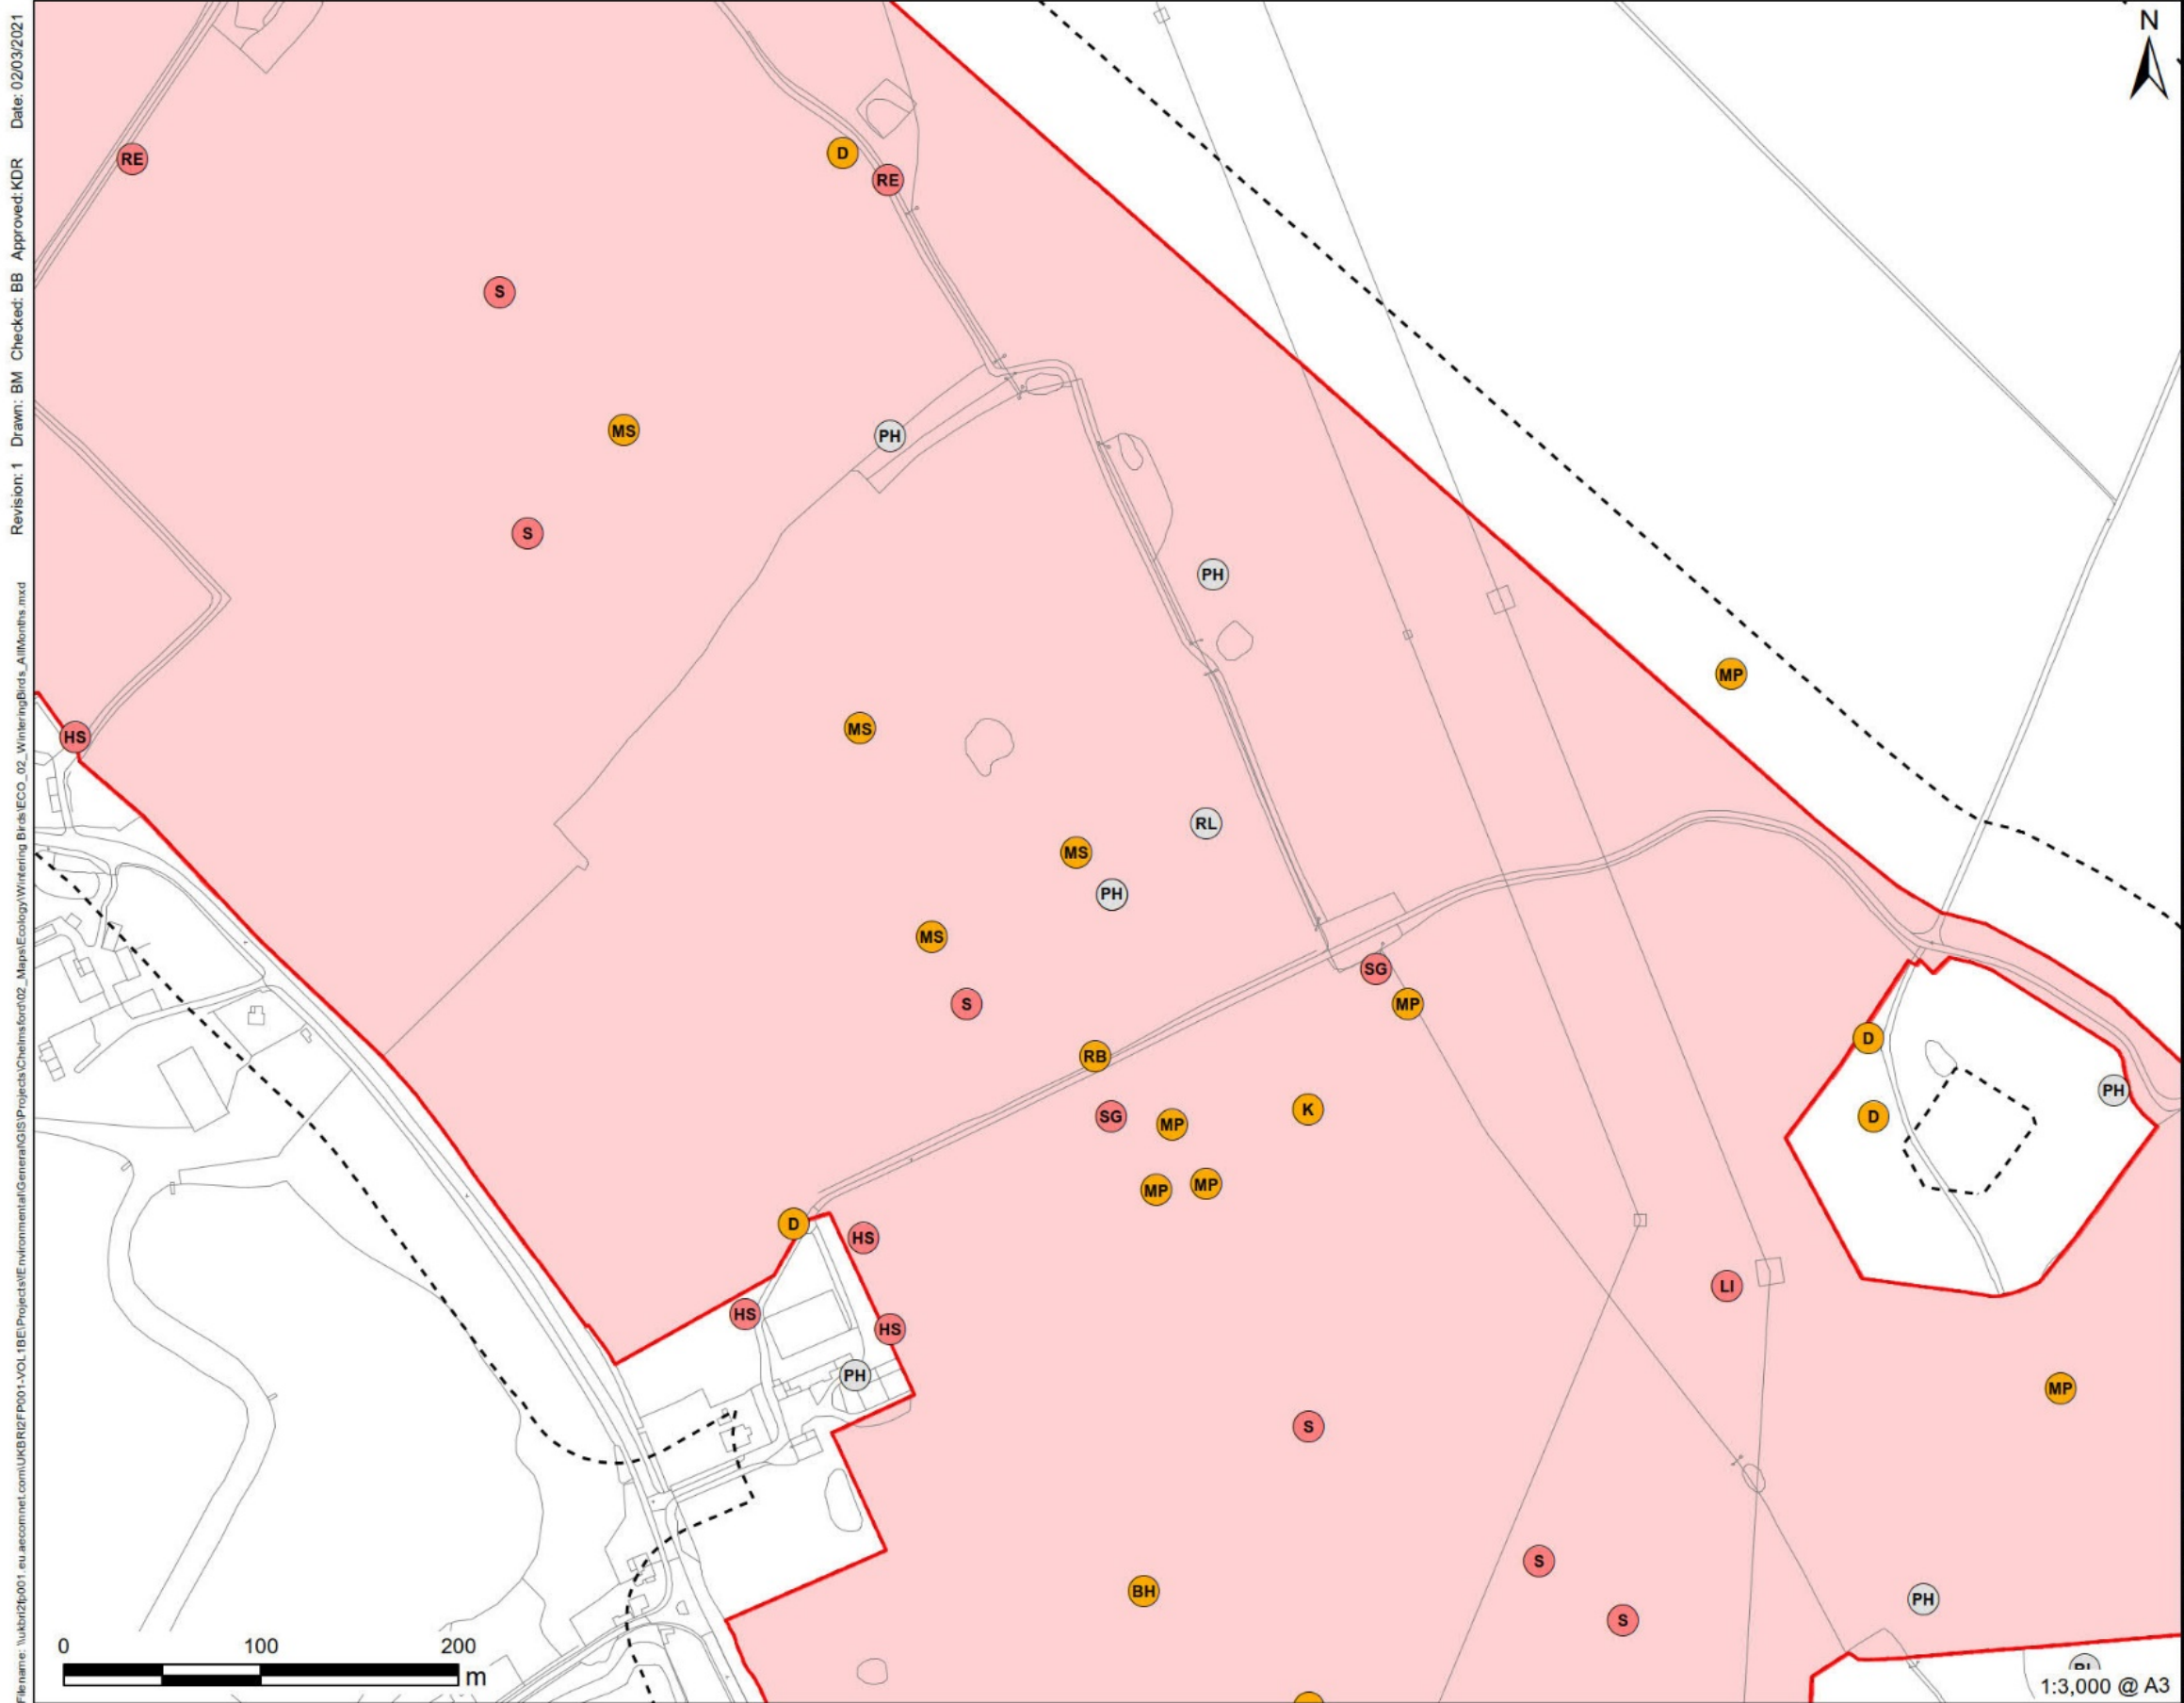 Revision: 1 Drawn: BM Checked: BB Approved: KDR Date: 02/03/2021
Filename: \\ukbri2fp001.eu.aecomnet.com\UKBRI2FP001-VOL1BE\Projects\Environmental\General\GIS\Projects\Chelmsford\02_Maps\Ecology\Wintering Birds\ECO_02_WinteringBirds_AllMonths.mxd
N
D
RE
RE
S
MS
PH
S
PH
MP
MS
HS
RL
MS
PH
MS
SG
S
MP
D
RB
PH
K
SG
D
MP
MP
MP
D
HS
LI
HS
HS
PH
MP
S
S
BH
PH
S
0 100 200
m
RL
1:3,000 @ A3